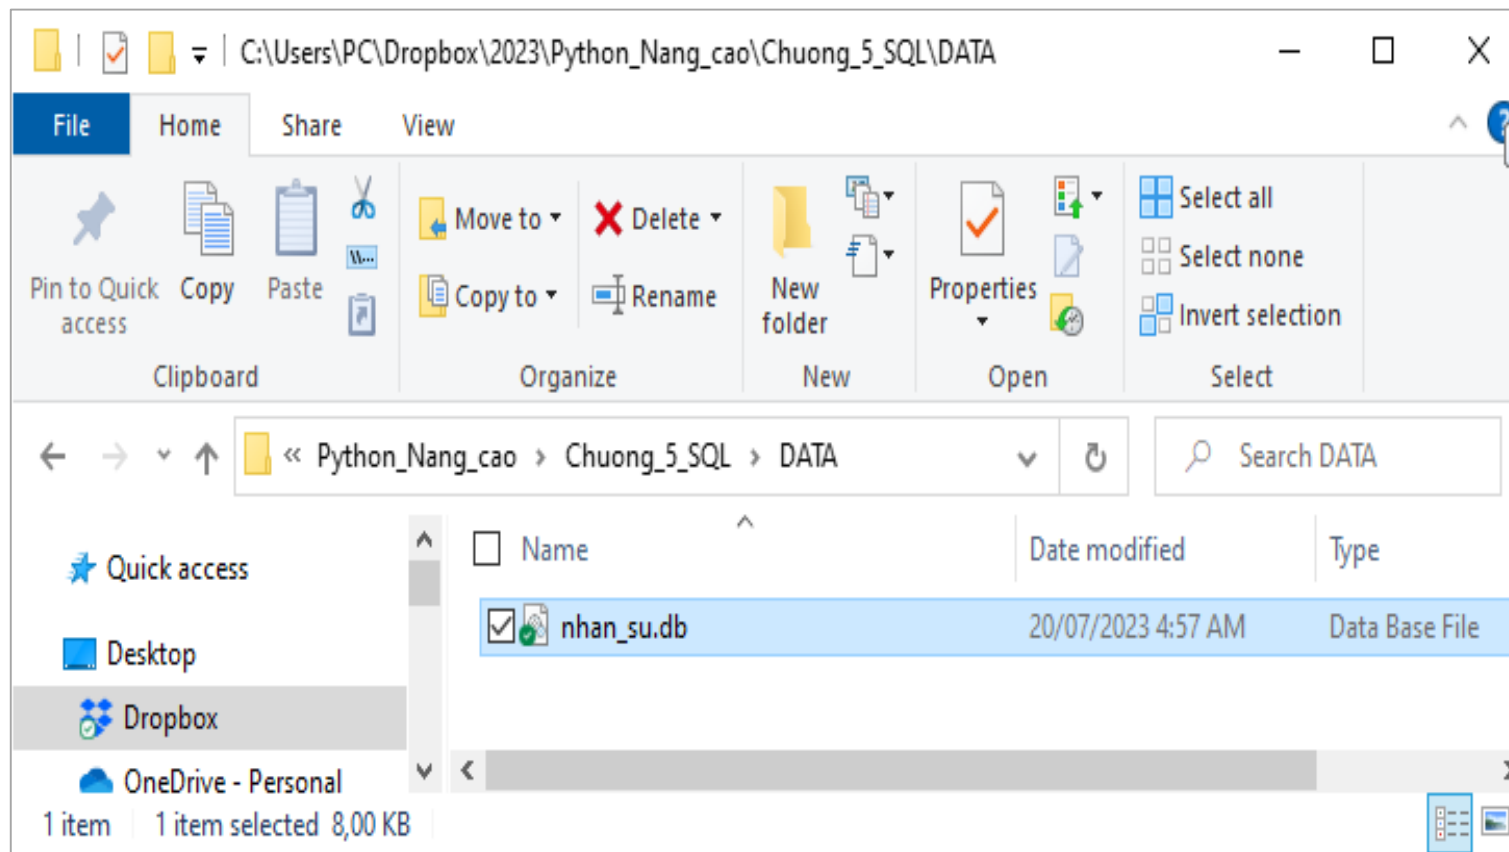 C:\Users\PC\Dropbox\2023\Python_Nang_cao\Chuong_5_SQL\DATA
File Home Share View
Pin to Quick access
Copy
Paste
Move to
Copy to
Delete
Rename
New folder
Properties
Select all
Select none
Invert selection
Clipboard Organize New Open Select
« Python_Nang_cao > Chuong_5_SQL > DATA
Search DATA
Quick access
Desktop
Dropbox
OneDrive - Personal
Name Date modified Type
nhan_su.db 20/07/2023 4:57 AM Data Base File
1 item 1 item selected 8,00 KB